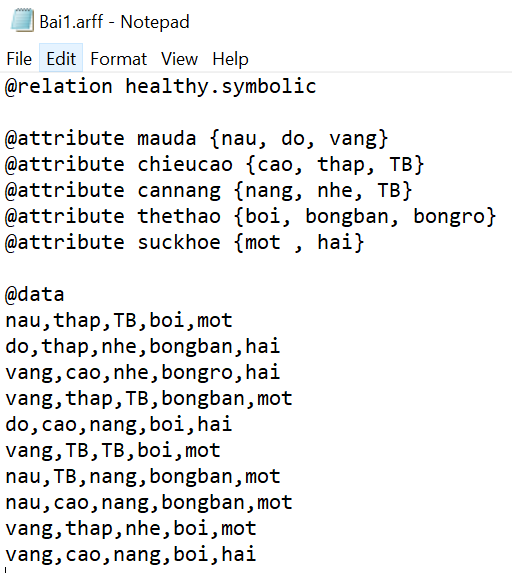 Bai1.arff - Notepad
File Edit Format View Help
@relation healthy.symbolic
@attribute mauda {nau, do, vang}
@attribute chieucao {cao, thap, TB}
@attribute cannang {nang, nhe, TB}
@attribute thethao {boi, bongban, bongro}
@attribute suckhoe {mot , hai}
@data
nau,thap,TB,boi,mot
do,thap,nhe,bongban,hai
vang,cao,nhe,bongro,hai
vang,thap,TB,bongban,mot
do,cao,nang,boi,hai
vang,TB,TB,boi,mot
nau,TB,nang,bongban,mot
nau,cao,nang,bongban,mot
vang,thap,nhe,boi,mot
vang,cao,nang,boi,hai